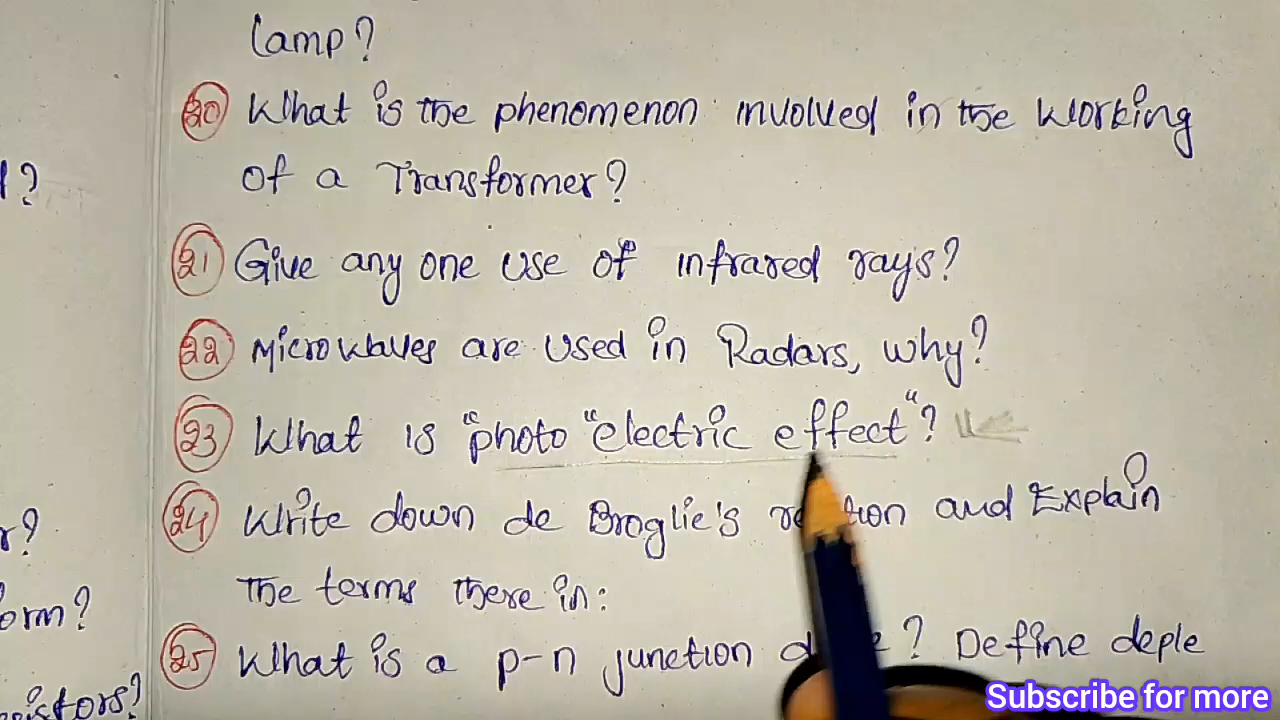 Lamp?
20 What is the phenomenon involved in the working
of a Transformer?
21 Give any one use of infrared rays?
22 Microwaves are used in Radars, why?
23 What is "photo "electric effect"?
24 Write down de Broglie's and Explain
The terms there in:
25 What is a p-n junction ? Define deple
Subscribe for more